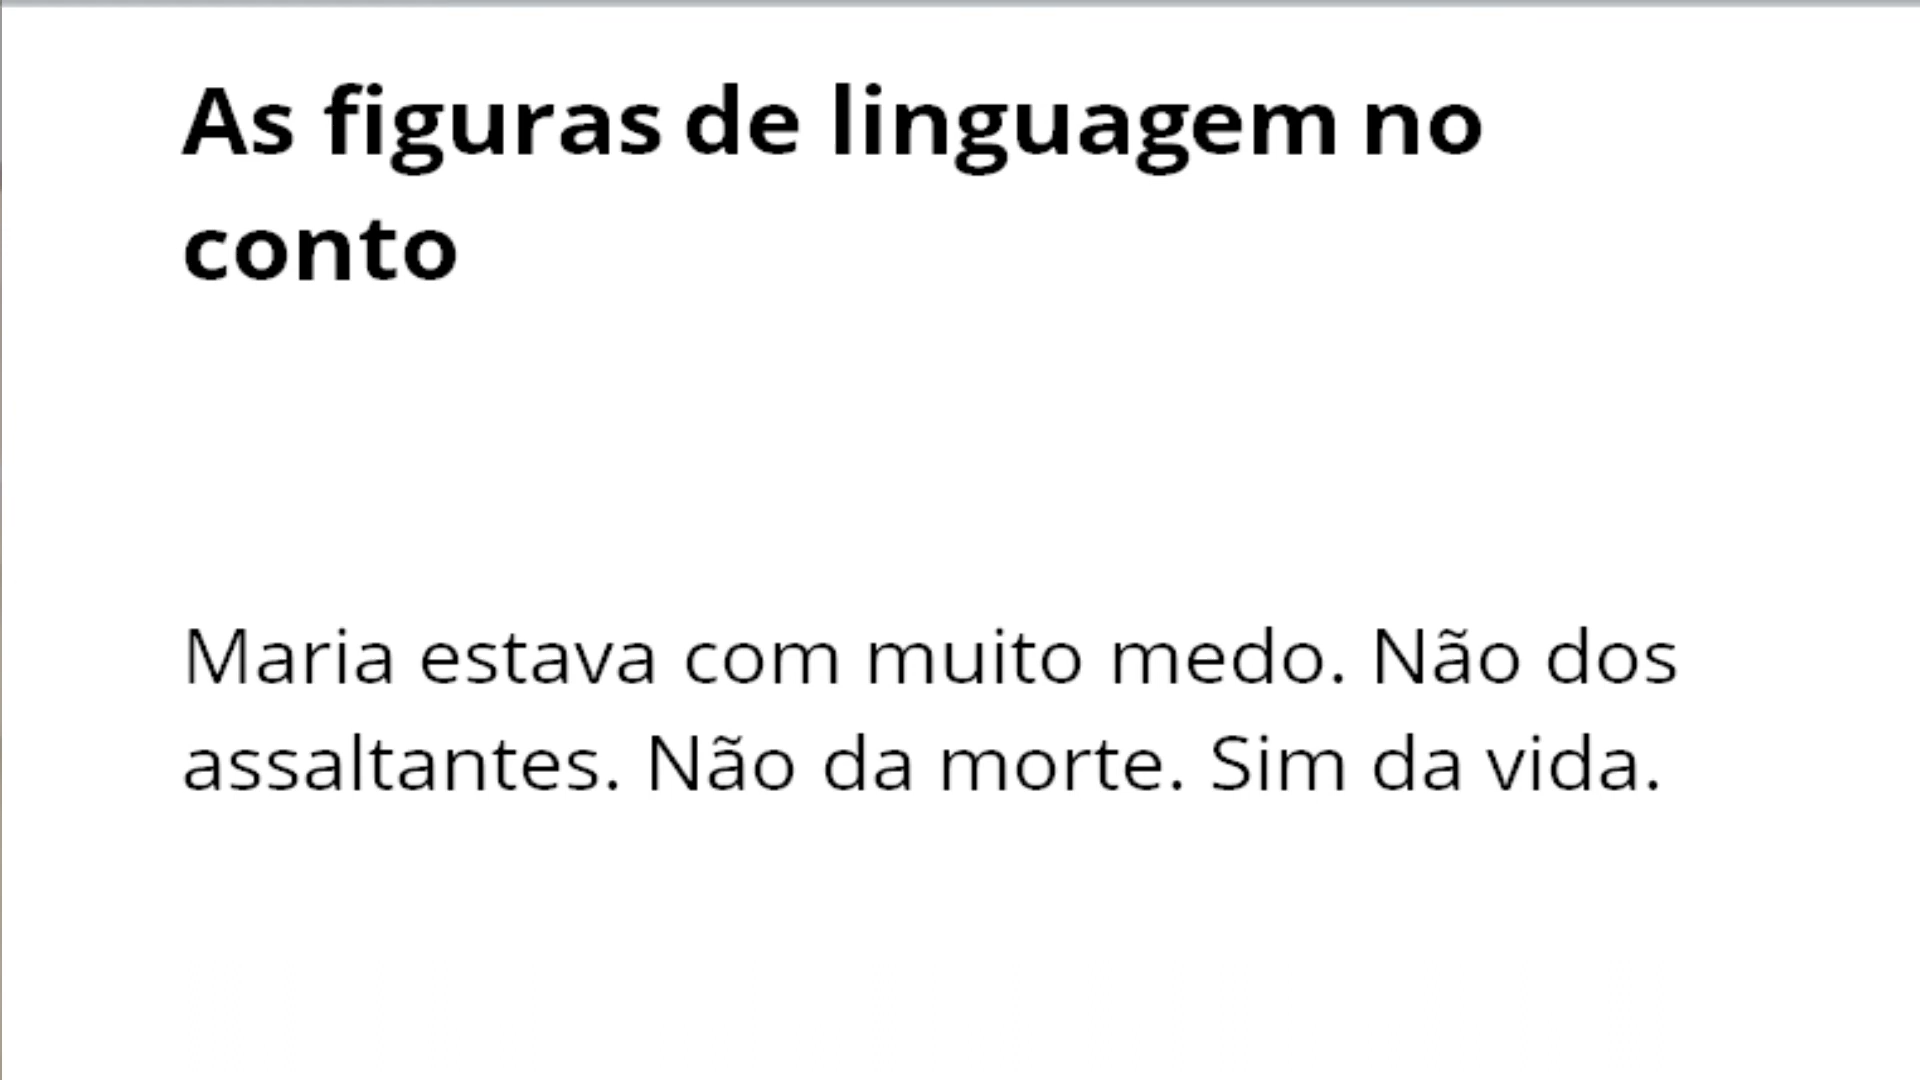 As figuras de linguagem no
conto
Maria estava com muito medo. Não dos
assaltantes. Não da morte. Sim da vida.